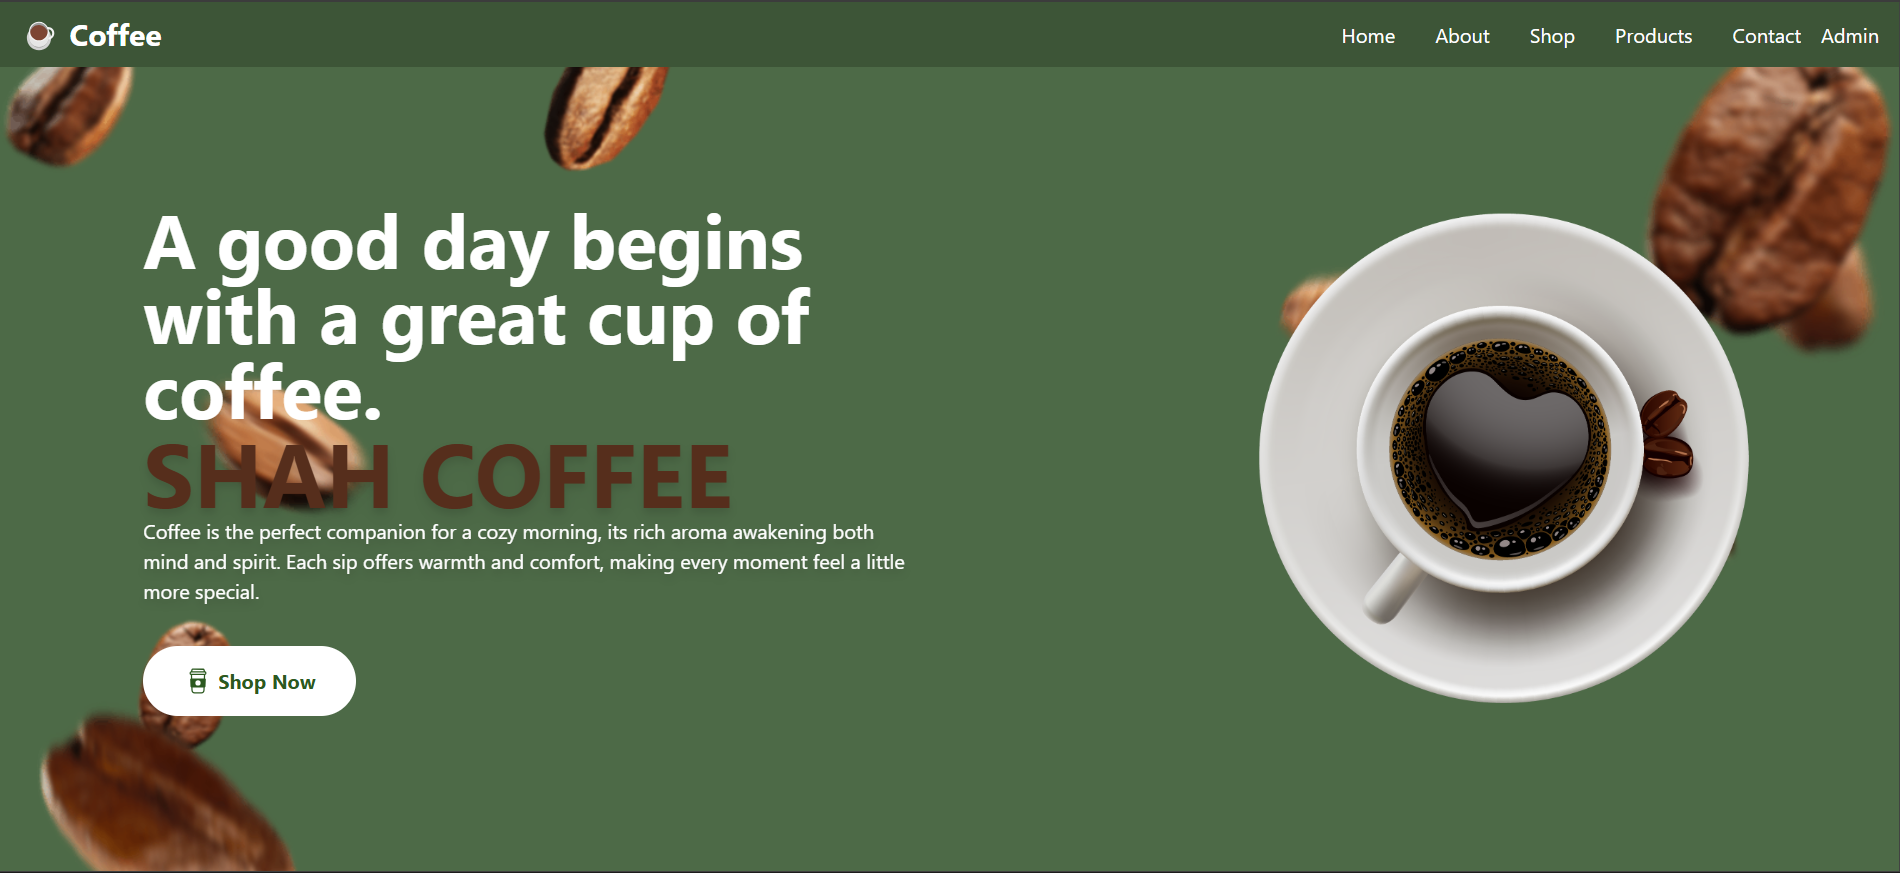 Coffee
Home About Shop Products Contact Admin
A good day begins
with a great cup of
coffee.
SHAH COFFEE
Coffee is the perfect companion for a cozy morning, its rich aroma awakening both
mind and spirit. Each sip offers warmth and comfort, making every moment feel a little
more special.
Shop Now